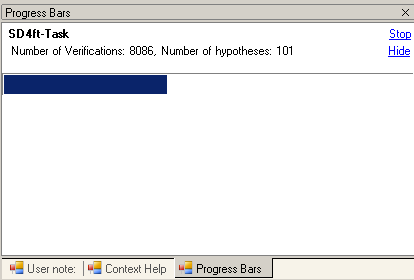 Progress Bars
SD4ft-Task
Stop
Number of Verifications: 8086, Number of hypotheses: 101
Hide
User note:
Context Help
Progress Bars